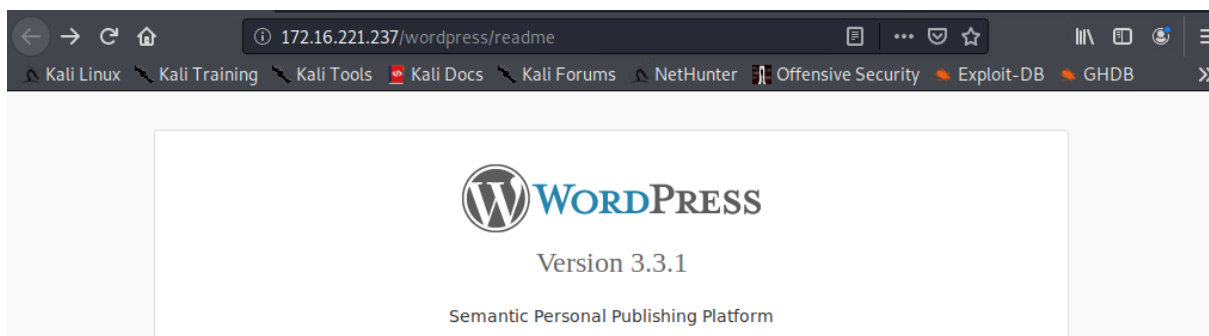 172.16.221.237/wordpress/readme
Kali Linux Kali Training Kali Tools Kali Docs Kali Forums NetHunter Offensive Security Exploit-DB GHDB
WORDPRESS
Version 3.3.1
Semantic Personal Publishing Platform